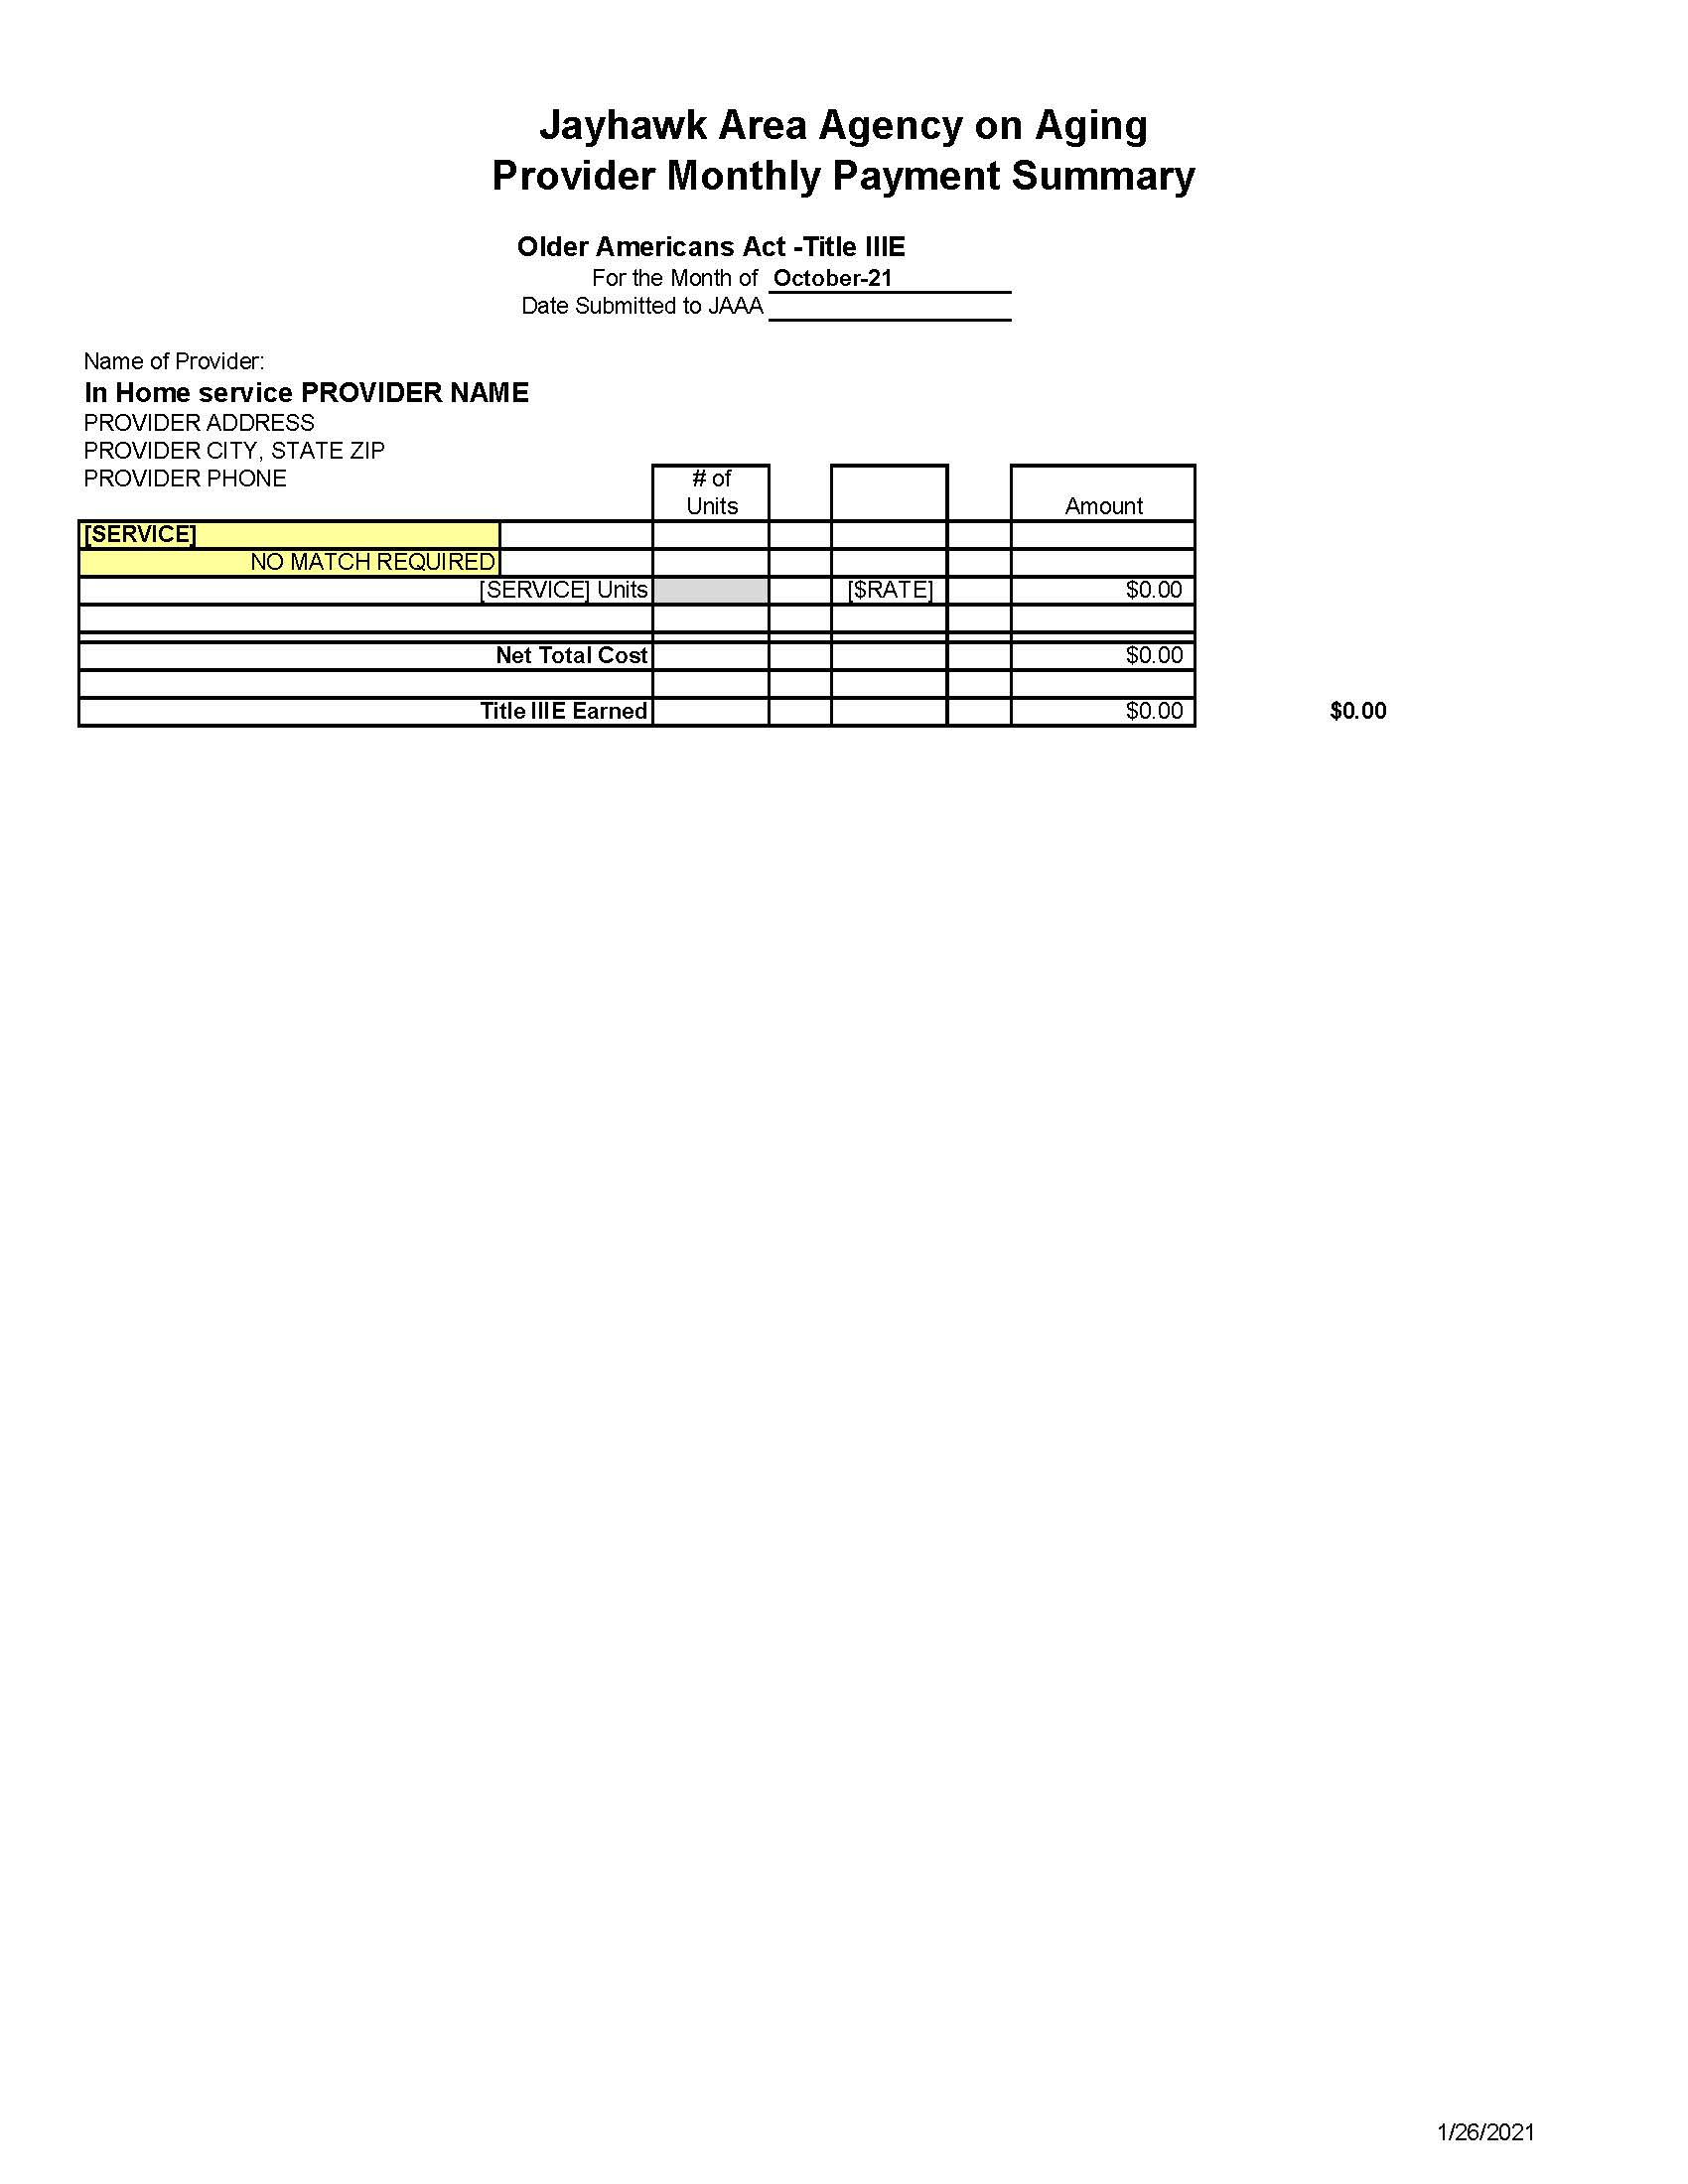 Jayhawk Area Agency on Aging
Provider Monthly Payment Summary
Older Americans Act -Title IIIE
For the Month of October-21
Date Submitted to JAAA
Name of Provider:
In Home service PROVIDER NAME
PROVIDER ADDRESS
PROVIDER CITY, STATE ZIP
PROVIDER PHONE
# of
Units
Amount
[SERVICE]
NO MATCH REQUIRED
[SERVICE] Units [$RATE] $0.00
Net Total Cost $0.00
Title IIIE Earned $0.00 $0.00
1/26/2021